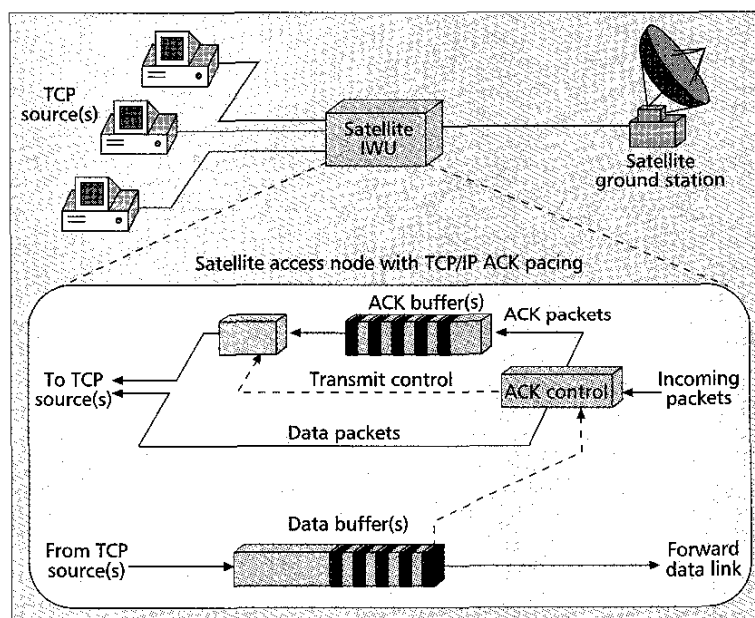 TCP
source(s)
Satellite
IWU
Satellite
ground station
Satellite access node with TCP/IP ACK pacing
ACK buffer(s)
ACK packets
To TCP
source(s)
Transmit control
ACK control
Incoming
packets
Data packets
Data buffer(s)
From TCP
source(s)
Forward
data link